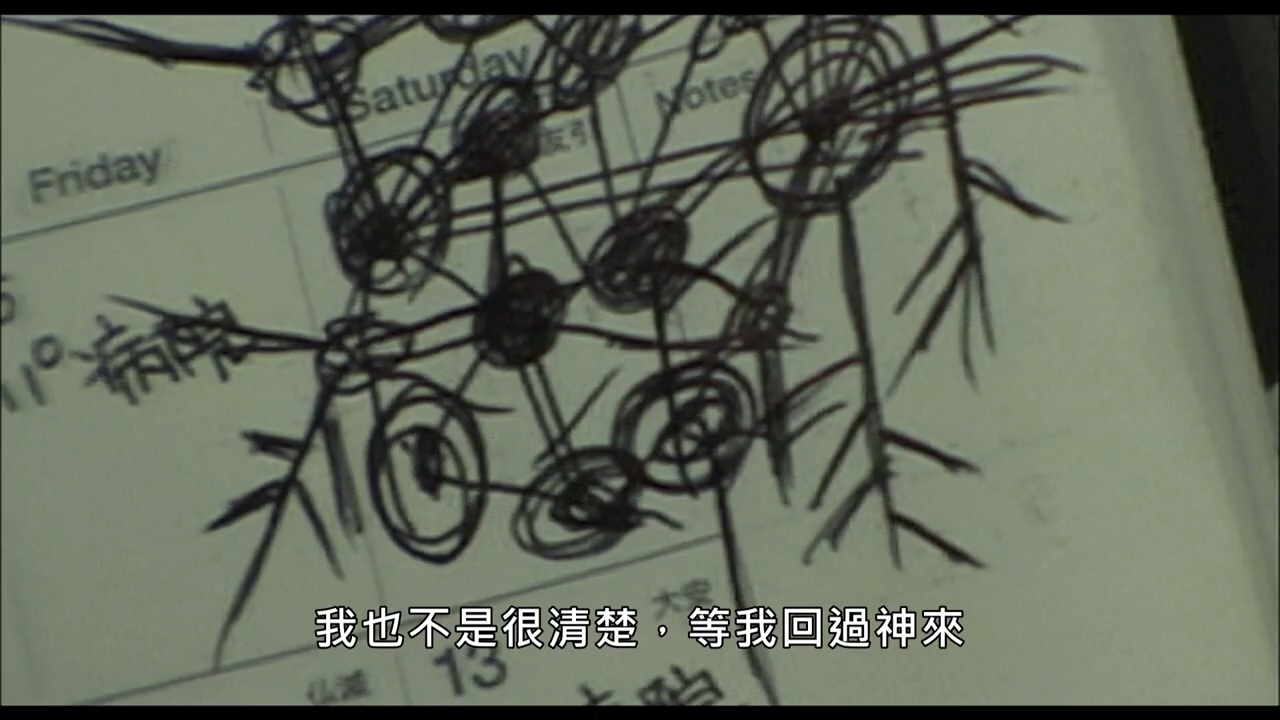 Saturday
Notes
Friday
友引
病院
大安
我也不是很清楚，等我回過神來
13
仏滅